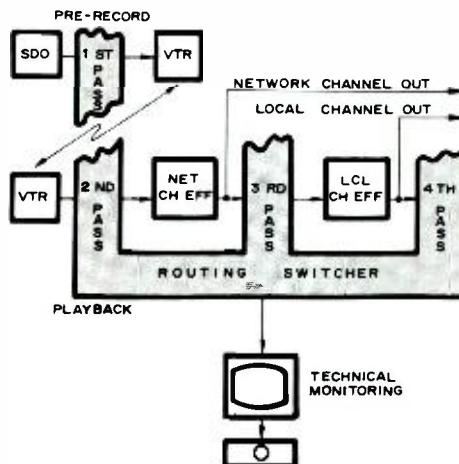 PRE-RECORD
SDO
1 ST PASS
VTR
NETWORK CHANNEL OUT
LOCAL CHANNEL OUT
VTR
2 ND PASS
NET CH EFF
3 RD PASS
LCL CH EFF
4 TH PASS
ROUTING SWITCHER
PLAYBACK
TECHNICAL MONITORING